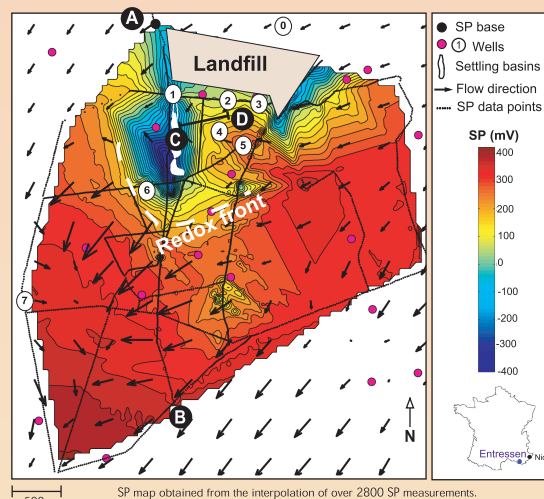 A
0
Landfill
1
2
3
D
4
C
5
6
Redox front
7
B
N
SP base
1 Wells
Settling basins
Flow direction
SP data points
SP (mV)
400
300
200
100
0
-100
-200
-300
-400
Entressen
SP map obtained from the interpolation of over 2800 SP measurements.